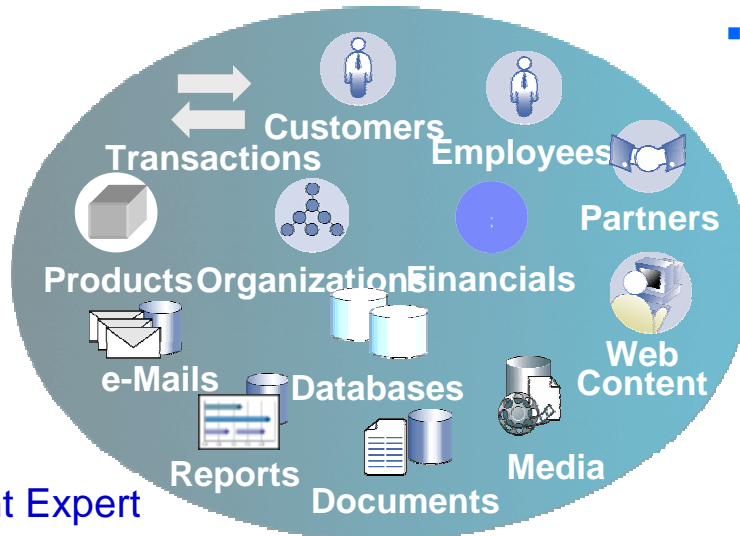 Customers
Transactions
Employees
Partners
Products
Organizations
Financials
e-Mails
Databases
Web
Content
Reports
Documents
Media
Expert